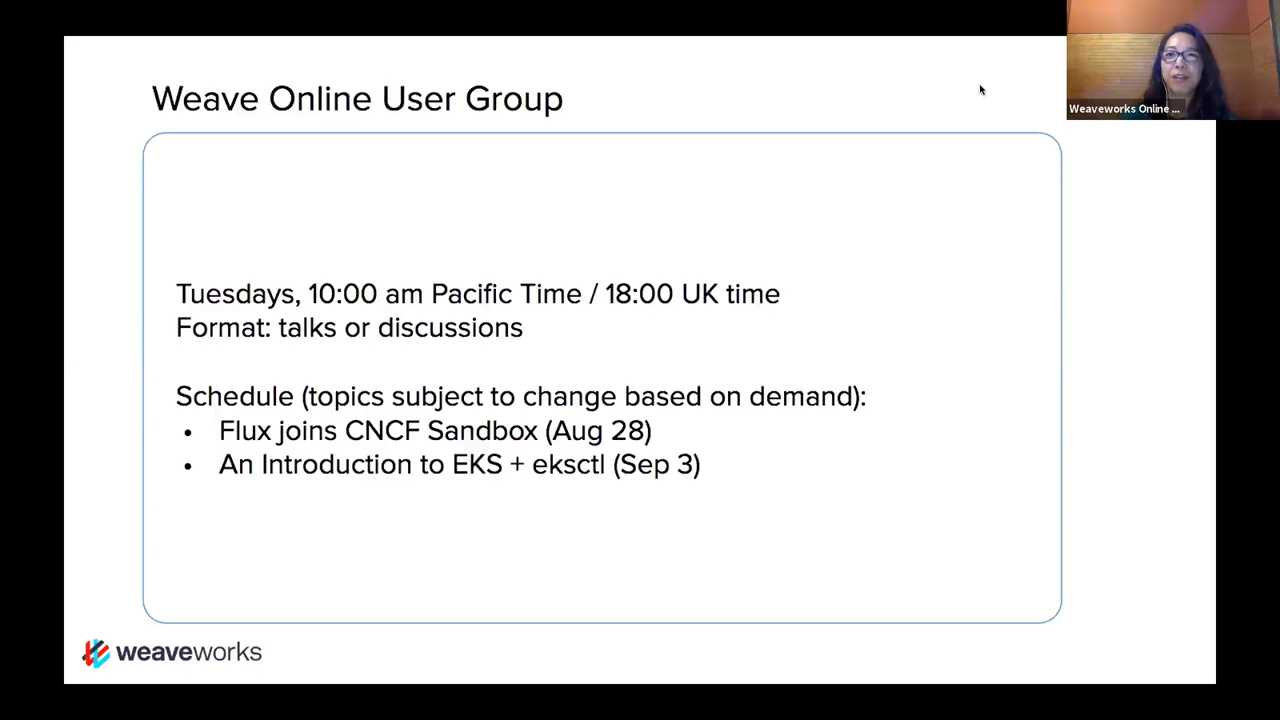 Weave Online User Group
Weaveworks Online ...
Tuesdays, 10:00 am Pacific Time / 18:00 UK time
Format: talks or discussions
Schedule (topics subject to change based on demand):
• Flux joins CNCF Sandbox (Aug 28)
• An Introduction to EKS + eksctl (Sep 3)
weaveworks